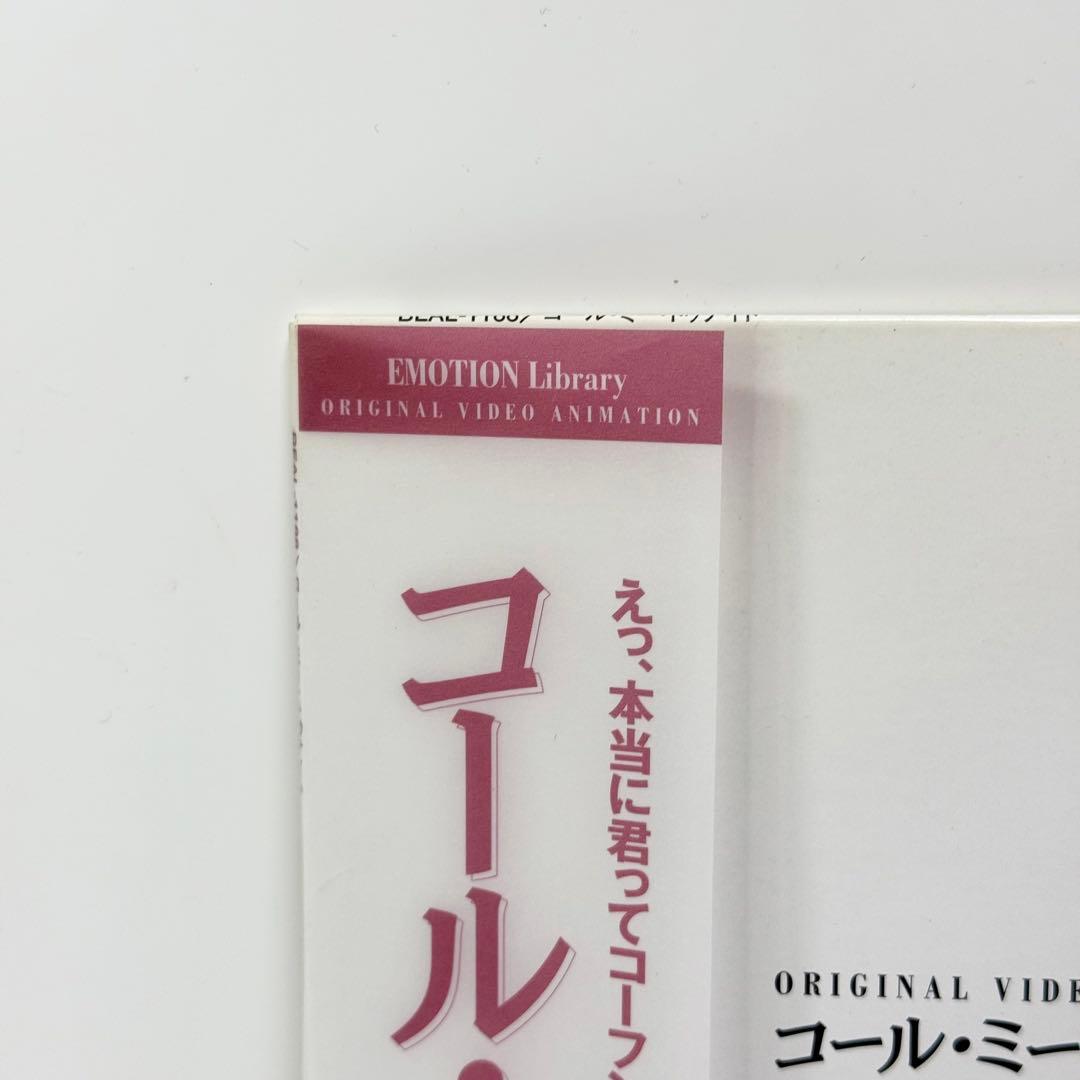 EMOTION Library
ORIGINAL VIDEO ANIMATION
コール・
えっ、本当に君ってコーフ
ORIGINAL VIDE
コール・ミー